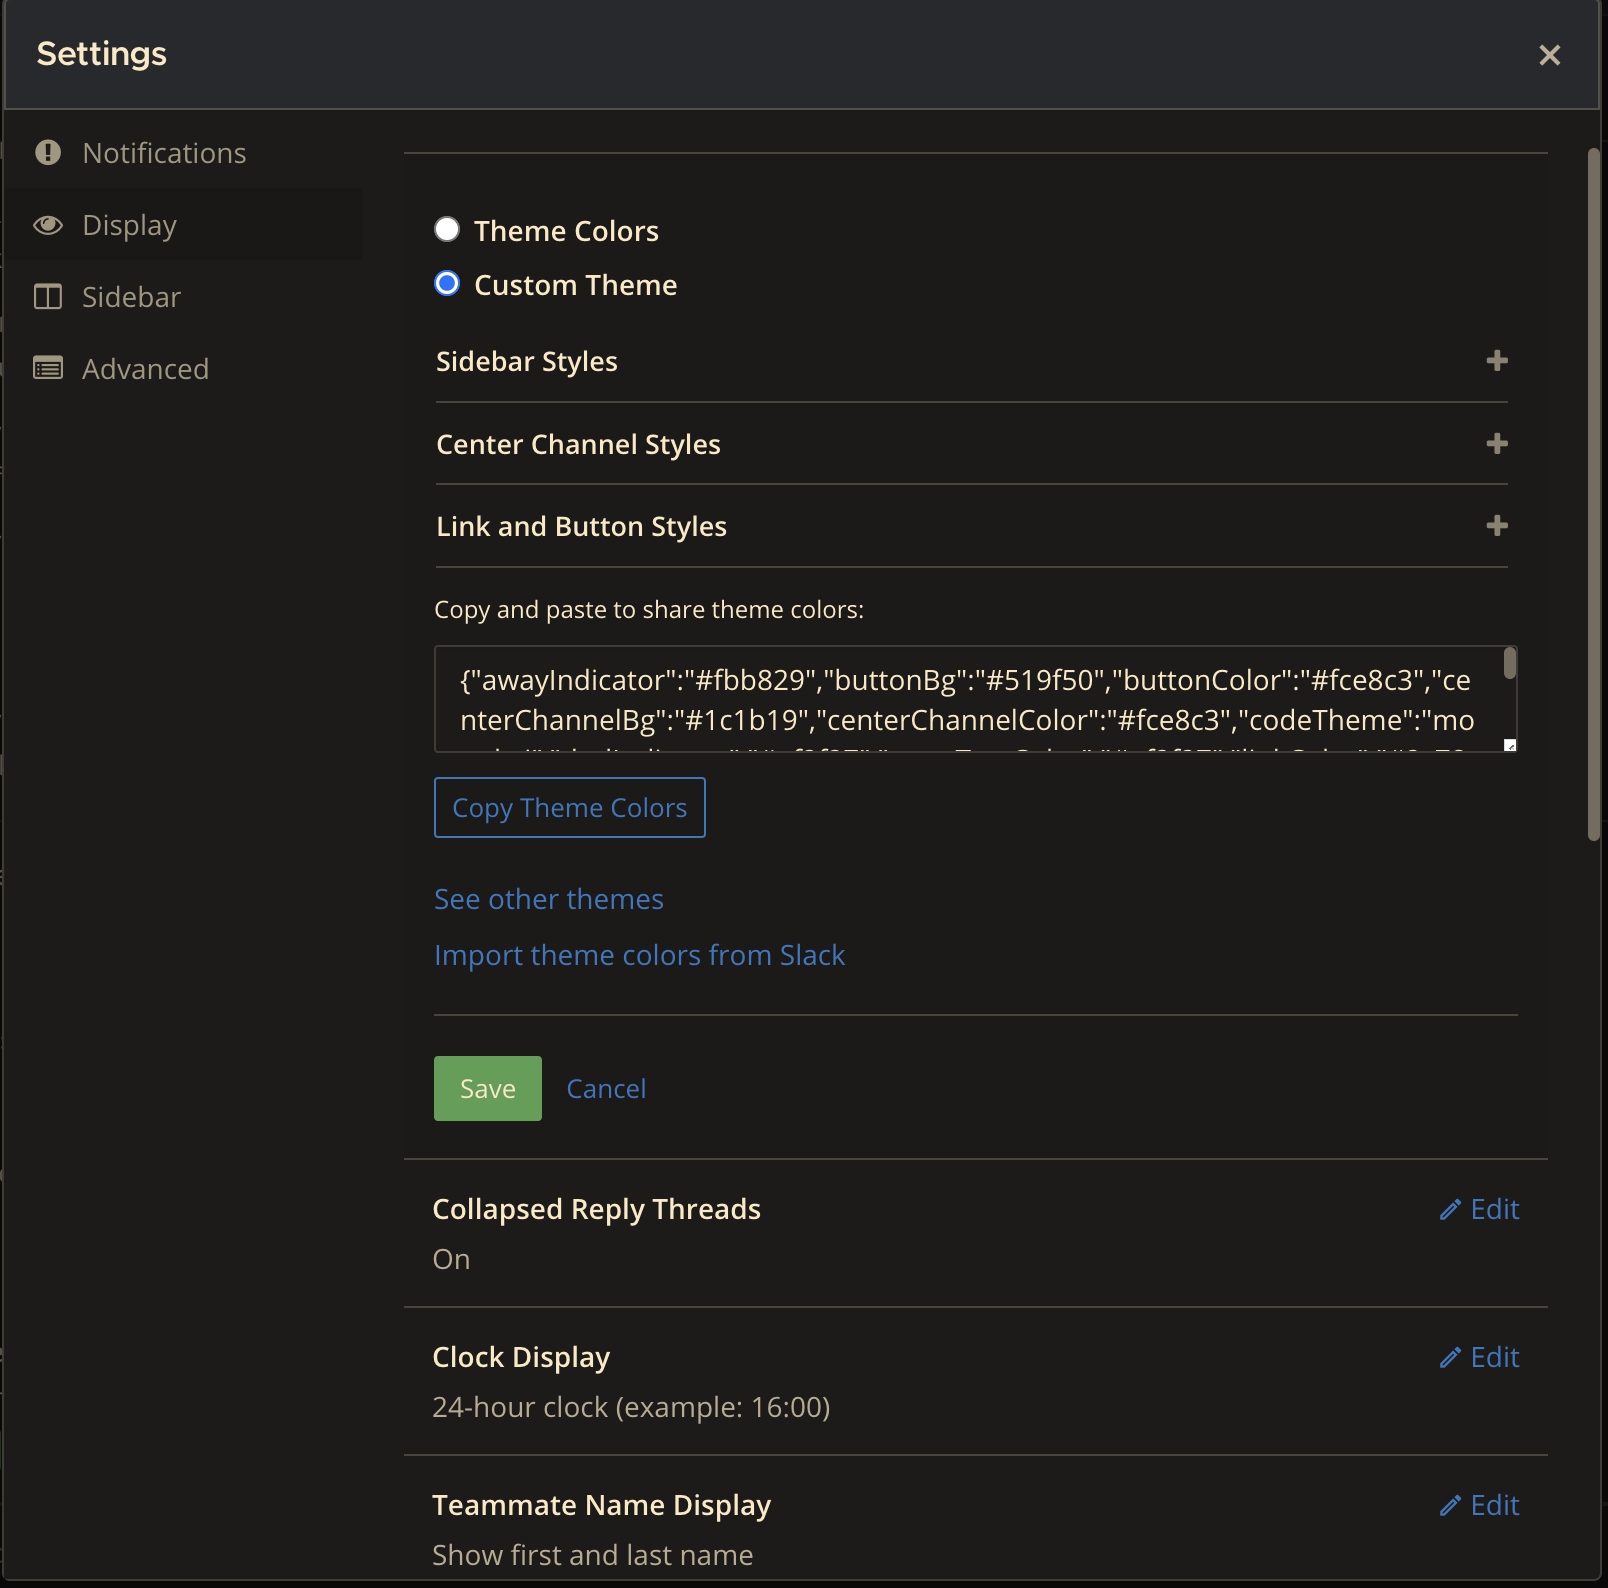 Settings
Notifications
Display
Sidebar
Advanced
Theme Colors
Custom Theme
Sidebar Styles
Center Channel Styles
Link and Button Styles
Copy and paste to share theme colors:
{"awayIndicator":"#fbb829","buttonBg":"#519f50","buttonColor":"#fce8c3","ce
nterChannelBg":"#1c1b19","centerChannelColor":"#fce8c3","codeTheme":"mo
Copy Theme Colors
See other themes
Import theme colors from Slack
Save Cancel
Collapsed Reply Threads Edit
On
Clock Display Edit
24-hour clock (example: 16:00)
Teammate Name Display Edit
Show first and last name